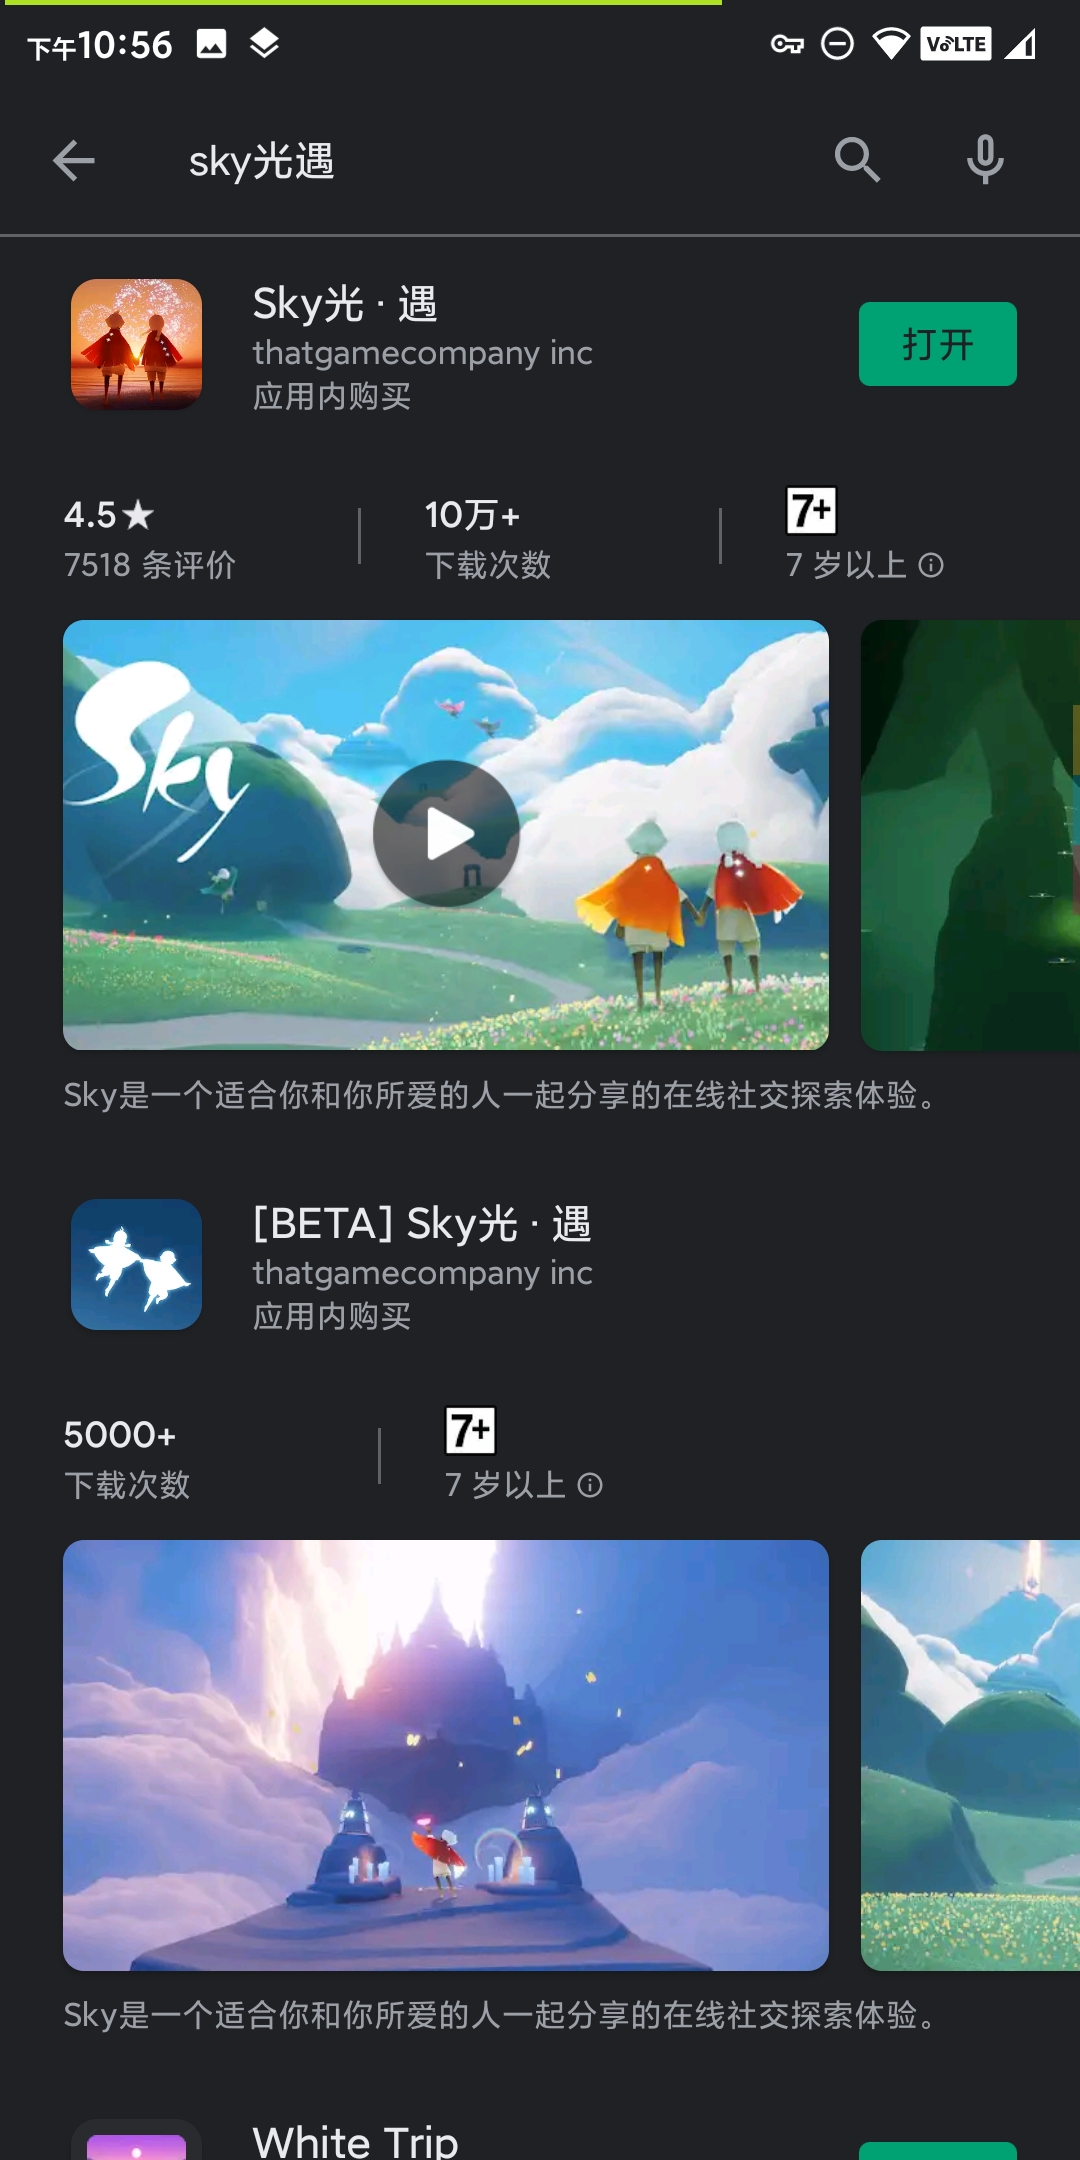 下午10:56
VoLTE
sky光遇
Sky光 · 遇
thatgamecompany inc
应用内购买
打开
4.5★
7518 条评价
10万+
下载次数
7+
7 岁以上
Sky
Sky是一个适合你和你所爱的人一起分享的在线社交探索体验。
[BETA] Sky光 · 遇
thatgamecompany inc
应用内购买
5000+
下载次数
7+
7 岁以上
Sky是一个适合你和你所爱的人一起分享的在线社交探索体验。
White Trip